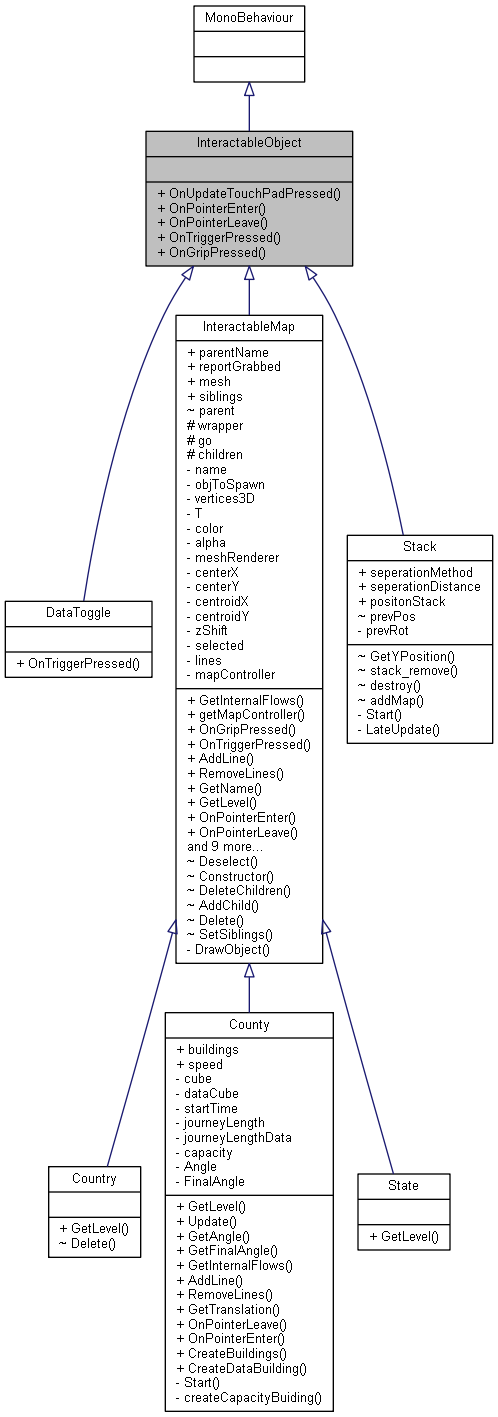 MonoBehaviour
InteractableObject
+ OnUpdateTouchPadPressed()
+ OnPointerEnter()
+ OnPointerLeave()
+ OnTriggerPressed()
+ OnGripPressed()
InteractableMap
+ parentName
+ reportGrabbed
+ mesh
+ siblings
~ parent
# wrapper
# go
# children
- name
- objToSpawn
- vertices3D
- T
- color
- alpha
- meshRenderer
- centerX
- centerY
- centroidX
- centroidY
- zShift
- selected
- lines
- mapController
+ GetInternalFlows()
+ getMapController()
+ OnGripPressed()
+ OnTriggerPressed()
+ AddLine()
+ RemoveLines()
+ GetName()
+ GetLevel()
+ OnPointerEnter()
+ OnPointerLeave()
and 9 more...
~ Deselect()
~ Constructor()
~ DeleteChildren()
~ AddChild()
~ Delete()
~ SetSiblings()
- DrawObject()
Stack
+ seperationMethod
+ seperationDistance
+ positonStack
~ prevPos
- prevRot
~ GetYPosition()
~ stack_remove()
~ destroy()
~ addMap()
- Start()
- LateUpdate()
DataToggle
+ OnTriggerPressed()
County
+ buildings
+ speed
- cube
- dataCube
- startTime
- journeyLength
- journeyLengthData
- capacity
- Angle
- FinalAngle
+ GetLevel()
+ Update()
+ GetAngle()
+ GetFinalAngle()
+ GetInternalFlows()
+ AddLine()
+ RemoveLines()
+ GetTranslation()
+ OnPointerLeave()
+ OnPointerEnter()
+ CreateBuildings()
+ CreateDataBuilding()
- Start()
- createCapacityBuiding()
Country
+ GetLevel()
~ Delete()
State
+ GetLevel()